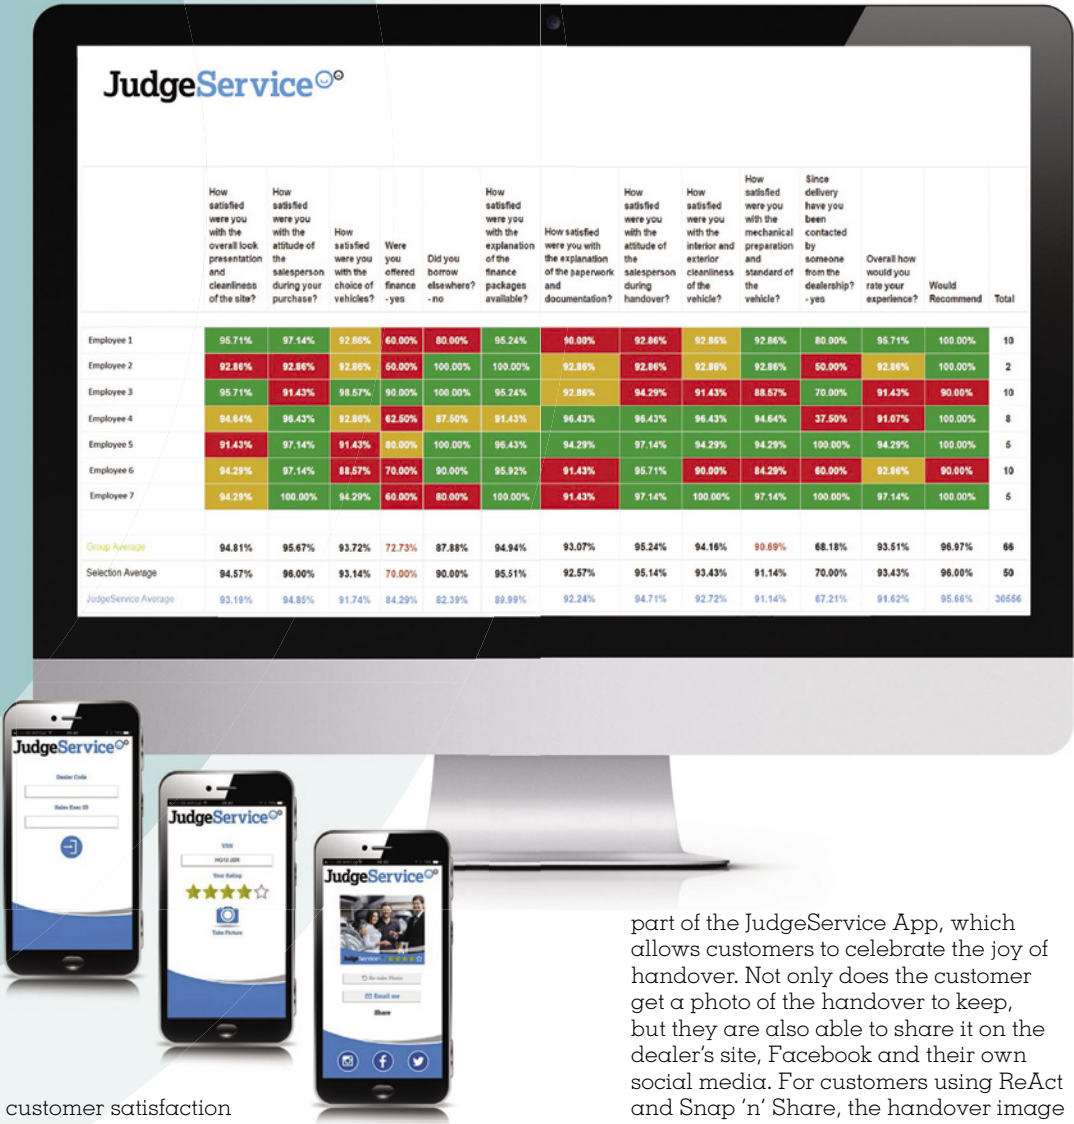 JudgeService
How satisfied were you with the overall look presentation and cleanliness of the site?
How satisfied were you with the attitude of the salesperson during your purchase?
How satisfied were you with the choice of vehicles?
Were you offered finance - yes
Did you borrow elsewhere? - no
How satisfied were you with the explanation of the finance packages available?
How satisfied were you with the explanation of the paperwork and documentation?
How satisfied were you with the attitude of the salesperson during handover?
How satisfied were you with the interior and exterior cleanliness of the vehicle?
How satisfied were you with the mechanical preparation and standard of the vehicle?
Since delivery have you been contacted by someone from the dealership? - yes
Overall how would you rate your experience?
Would Recommend
Total
Employee 1 95.71% 97.14% 92.86% 60.00% 80.00% 95.24% 90.00% 92.86% 92.86% 92.86% 80.00% 95.71% 100.00% 10
Employee 2 92.86% 92.86% 92.86% 50.00% 100.00% 100.00% 92.86% 92.86% 92.86% 92.86% 50.00% 92.86% 100.00% 2
Employee 3 95.71% 91.43% 98.57% 90.00% 100.00% 95.24% 92.86% 94.29% 91.43% 88.57% 70.00% 91.43% 90.00% 10
Employee 4 94.64% 96.43% 92.86% 62.50% 87.50% 91.43% 96.43% 96.43% 96.43% 94.64% 37.50% 91.07% 100.00% 8
Employee 5 91.43% 97.14% 91.43% 80.00% 100.00% 96.43% 94.29% 97.14% 94.29% 94.29% 100.00% 94.29% 100.00% 5
Employee 6 94.29% 97.14% 88.57% 70.00% 90.00% 95.92% 91.43% 95.71% 90.00% 84.29% 60.00% 92.86% 90.00% 10
Employee 7 94.29% 100.00% 94.29% 60.00% 80.00% 100.00% 91.43% 97.14% 100.00% 97.14% 100.00% 97.14% 100.00% 5
Group Average 94.81% 95.67% 93.72% 72.73% 87.88% 94.94% 93.07% 95.24% 94.16% 90.69% 68.18% 93.51% 96.97% 66
Selection Average 94.57% 96.00% 93.14% 70.00% 90.00% 95.51% 92.57% 95.14% 93.43% 91.14% 70.00% 93.43% 96.00% 50
JudgeService Average 93.19% 94.85% 91.74% 84.29% 82.39% 89.99% 92.24% 94.71% 92.72% 91.14% 67.21% 91.62% 95.66% 30556
JudgeService
Dealer Code
Sales Exec ID
JudgeService
VRN
HG13 JDR
Your Rating
Take Picture
JudgeService
JudgeService
Re-take Photo
Email me
Share
customer satisfaction
part of the JudgeService App, which
allows customers to celebrate the joy of
handover. Not only does the customer
get a photo of the handover to keep,
but they are also able to share it on the
dealer's site, Facebook and their own
social media. For customers using ReAct
and Snap 'n' Share, the handover image